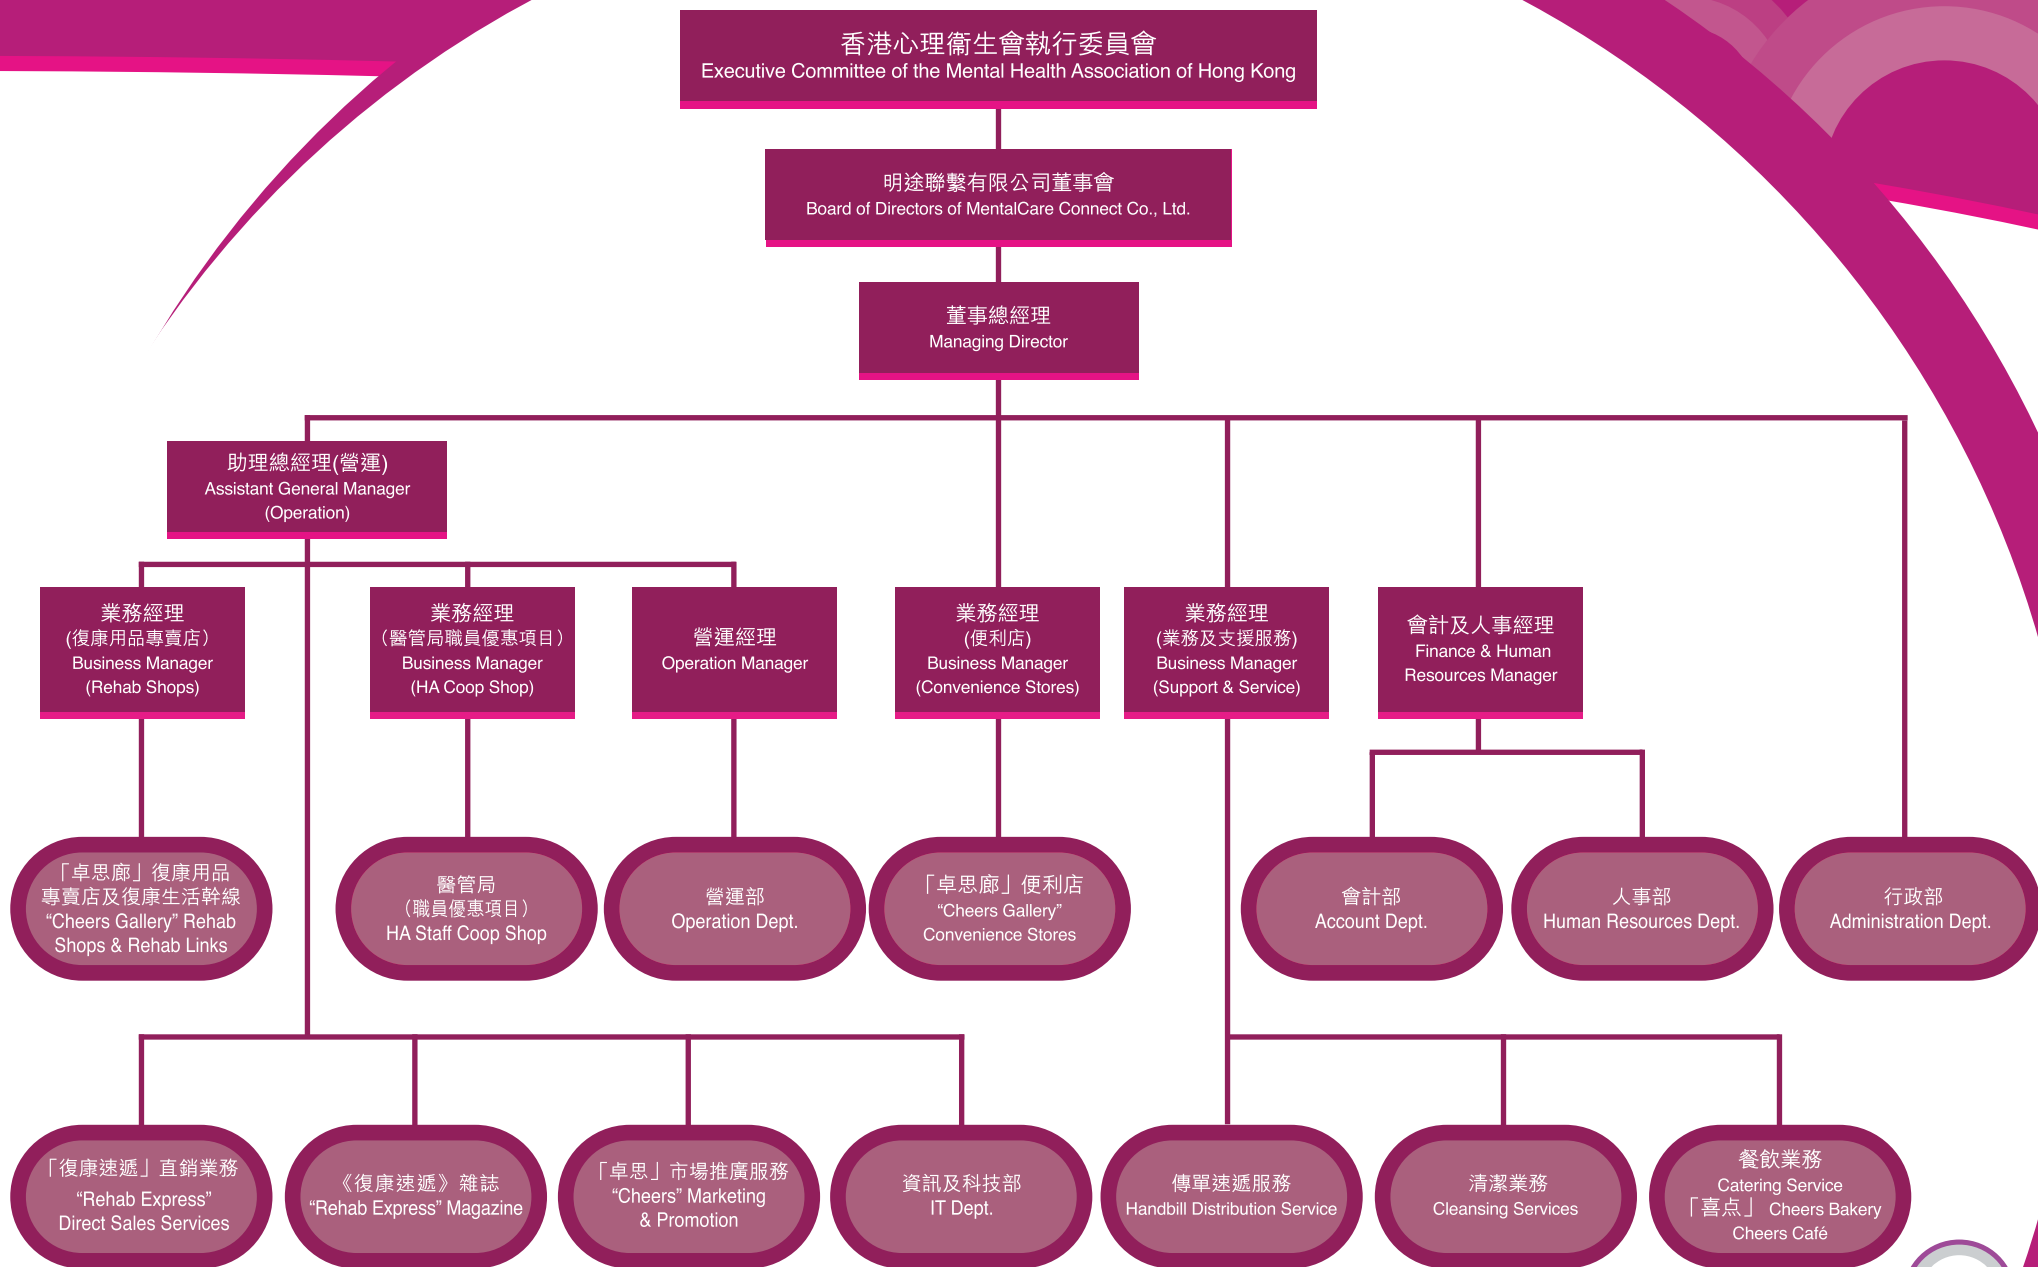 香港心理衞生會執行委員會
Executive Committee of the Mental Health Association of Hong Kong
明途聯繫有限公司董事會
Board of Directors of MentalCare Connect Co., Ltd.
董事總經理
Managing Director
助理總經理(營運)
Assistant General Manager
(Operation)
業務經理
(復康用品專賣店）
Business Manager
(Rehab Shops)
業務經理
（醫管局職員優惠項目）
Business Manager
(HA Coop Shop)
營運經理
Operation Manager
業務經理
(便利店)
Business Manager
(Convenience Stores)
業務經理
(業務及支援服務)
Business Manager
(Support & Service)
會計及人事經理
Finance & Human
Resources Manager
「卓思廊」復康用品
專賣店及復康生活幹線
“Cheers Gallery” Rehab
Shops & Rehab Links
醫管局
（職員優惠項目）
HA Staff Coop Shop
營運部
Operation Dept.
「卓思廊」便利店
“Cheers Gallery”
Convenience Stores
會計部
Account Dept.
人事部
Human Resources Dept.
行政部
Administration Dept.
「復康速遞」直銷業務
“Rehab Express”
Direct Sales Services
《復康速遞》雜誌
“Rehab Express” Magazine
「卓思」市場推廣服務
“Cheers” Marketing
& Promotion
資訊及科技部
IT Dept.
傳單速遞服務
Handbill Distribution Service
清潔業務
Cleansing Services
餐飲業務
Catering Service
「喜点」 Cheers Bakery
Cheers Café